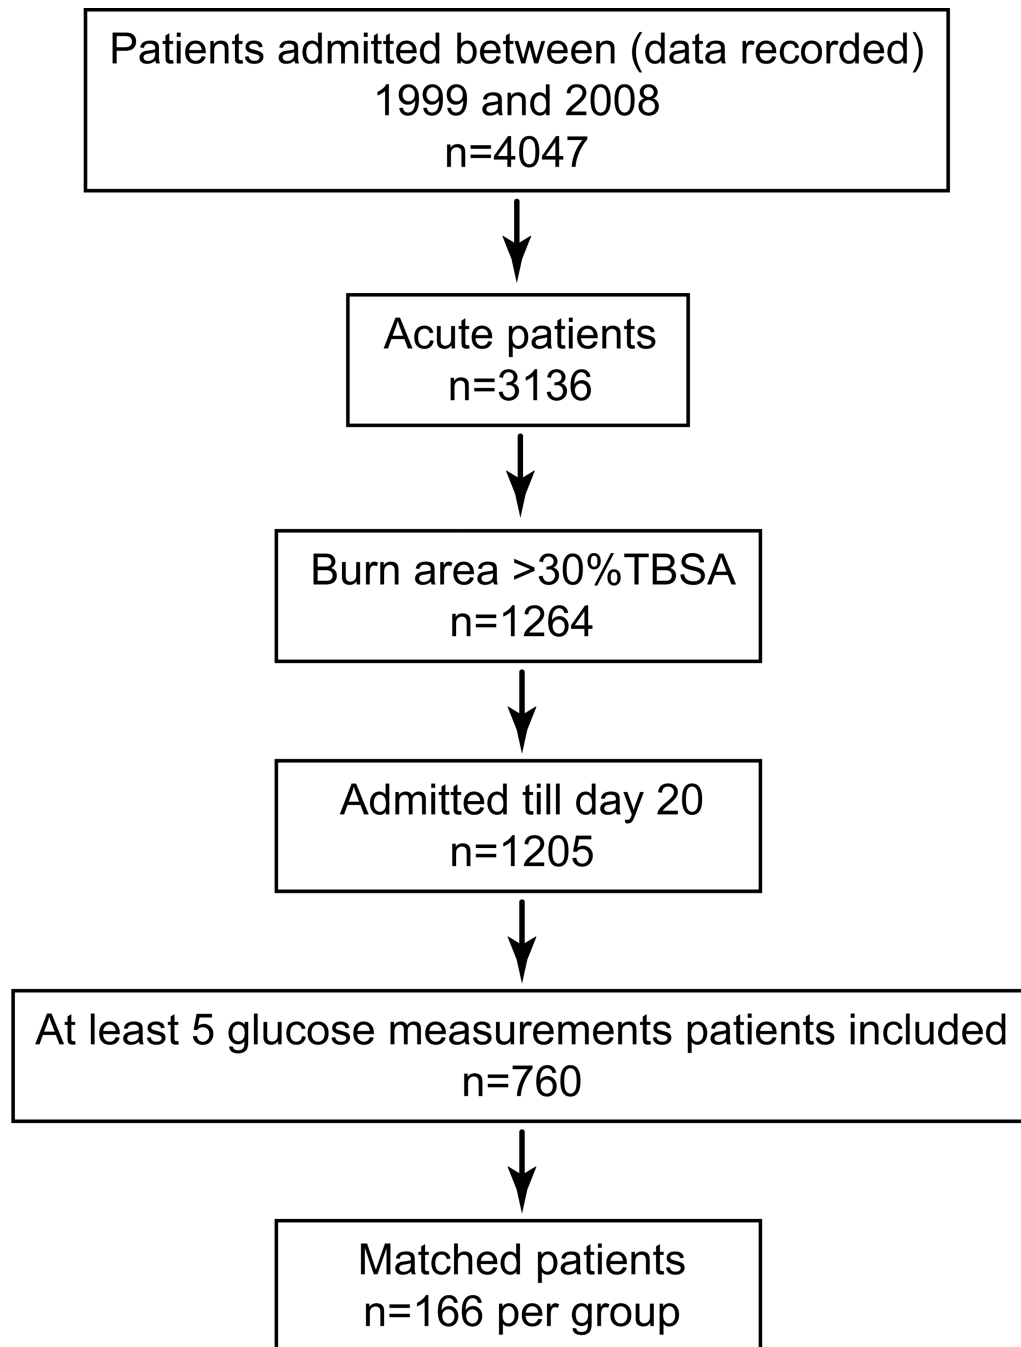 Patients admitted between (data recorded)
1999 and 2008
n=4047
Acute patients
n=3136
Burn area >30%TBSA
n=1264
Admitted till day 20
n=1205
At least 5 glucose measurements patients included
n=760
Matched patients
n=166 per group